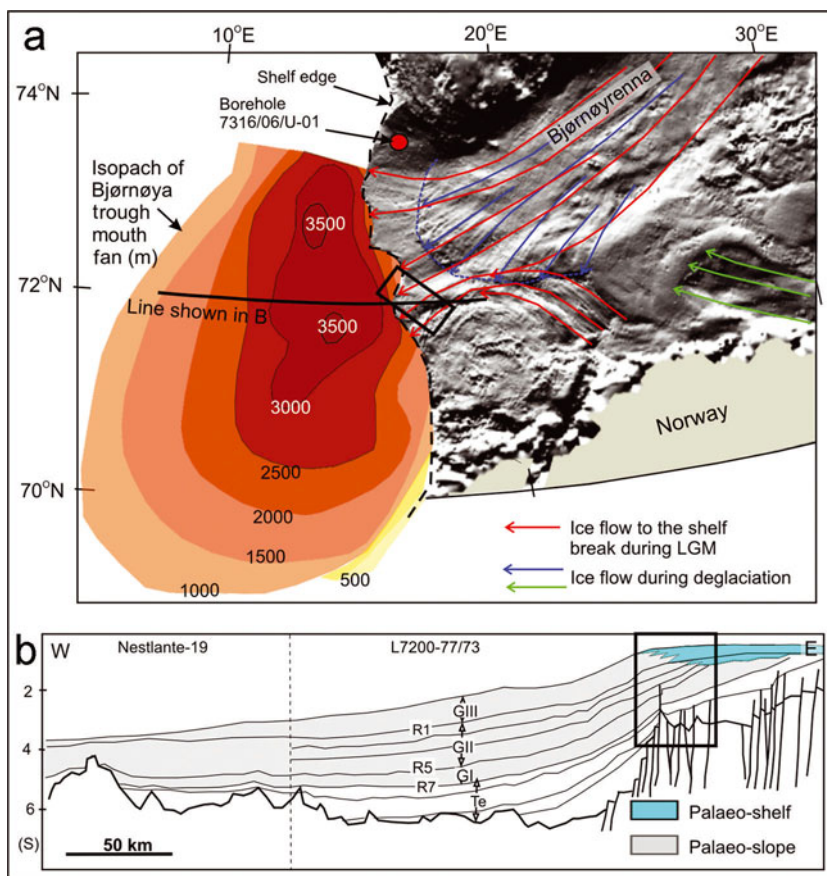 a
10°E
20°E
30°E
74°N
Shelf edge
Borehole
7316/06/U-01
Bjørnøyrenna
Isopach of
Bjørnøya
trough
mouth
fan (m)
3500
72°N
Line shown in B
3500
3000
Norway
2500
70°N
2000
1500
500
1000
Ice flow to the shelf
break during LGM
Ice flow during deglaciation
b
W
Nestlante-19
L7200-77/73
E
2
GIII
R1
GII
4
R5
GI
R7
Te
6
(S)
50 km
Palaeo-shelf
Palaeo-slope